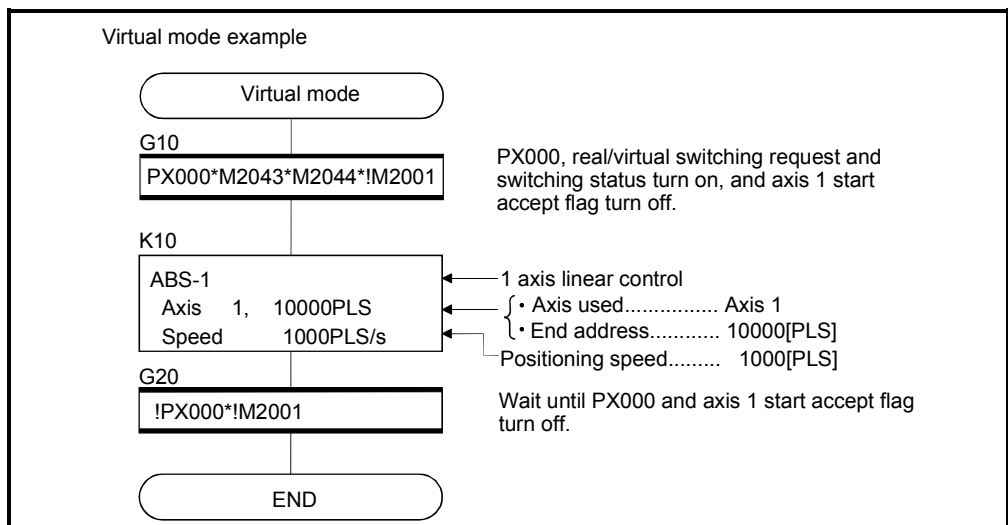 Virtual mode example
Virtual mode
G10
PX000*M2043*M2044*!M2001
PX000, real/virtual switching request and
switching status turn on, and axis 1 start
accept flag turn off.
K10
ABS-1
Axis 1, 10000PLS
Speed 1000PLS/s
1 axis linear control
・Axis used................ Axis 1
・End address............ 10000[PLS]
Positioning speed......... 1000[PLS]
G20
!PX000*!M2001
Wait until PX000 and axis 1 start accept flag
turn off.
END